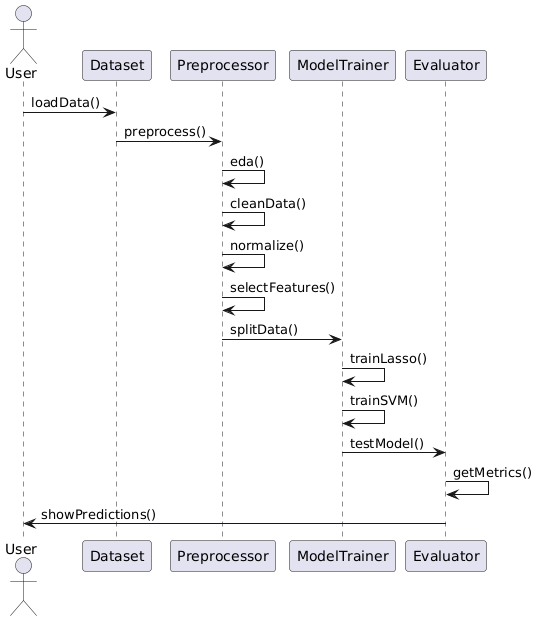 User
Dataset
Preprocessor
ModelTrainer
Evaluator
loadData()
preprocess()
eda()
cleanData()
normalize()
selectFeatures()
splitData()
trainLasso()
trainSVM()
testModel()
getMetrics()
showPredictions()
User
Dataset
Preprocessor
ModelTrainer
Evaluator